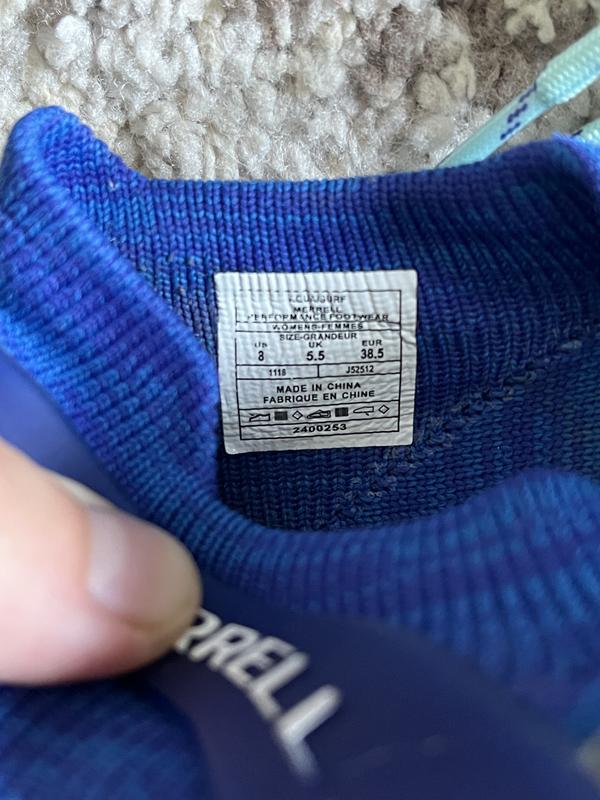 MERRELL
PERFORMANCE FOOTWEAR
WOMENS-FEMMES
SIZE-GRANDEUR
US UK EUR
8 5.5 38.5
1118 J52512
MADE IN CHINA
FABRIQUE EN CHINE
2400253
RRELL